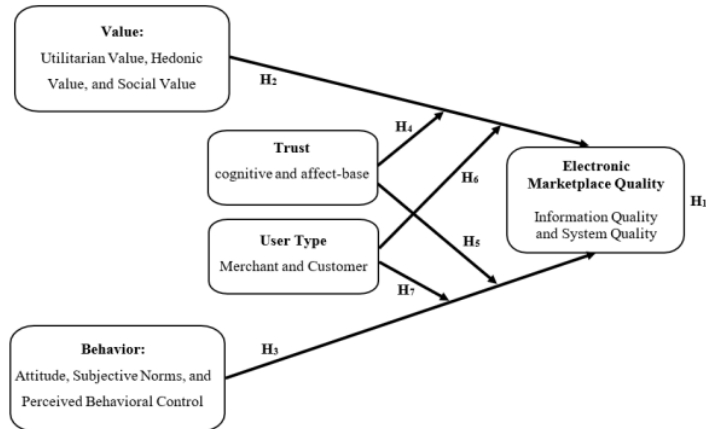 Value:
Utilitarian Value, Hedonic
Value, and Social Value
H₂
Trust
cognitive and affect-base
H₄
H₆
Electronic
Marketplace Quality
Information Quality
and System Quality
H₁
User Type
Merchant and Customer
H₅
H₇
Behavior:
Attitude, Subjective Norms, and
Perceived Behavioral Control
H₃